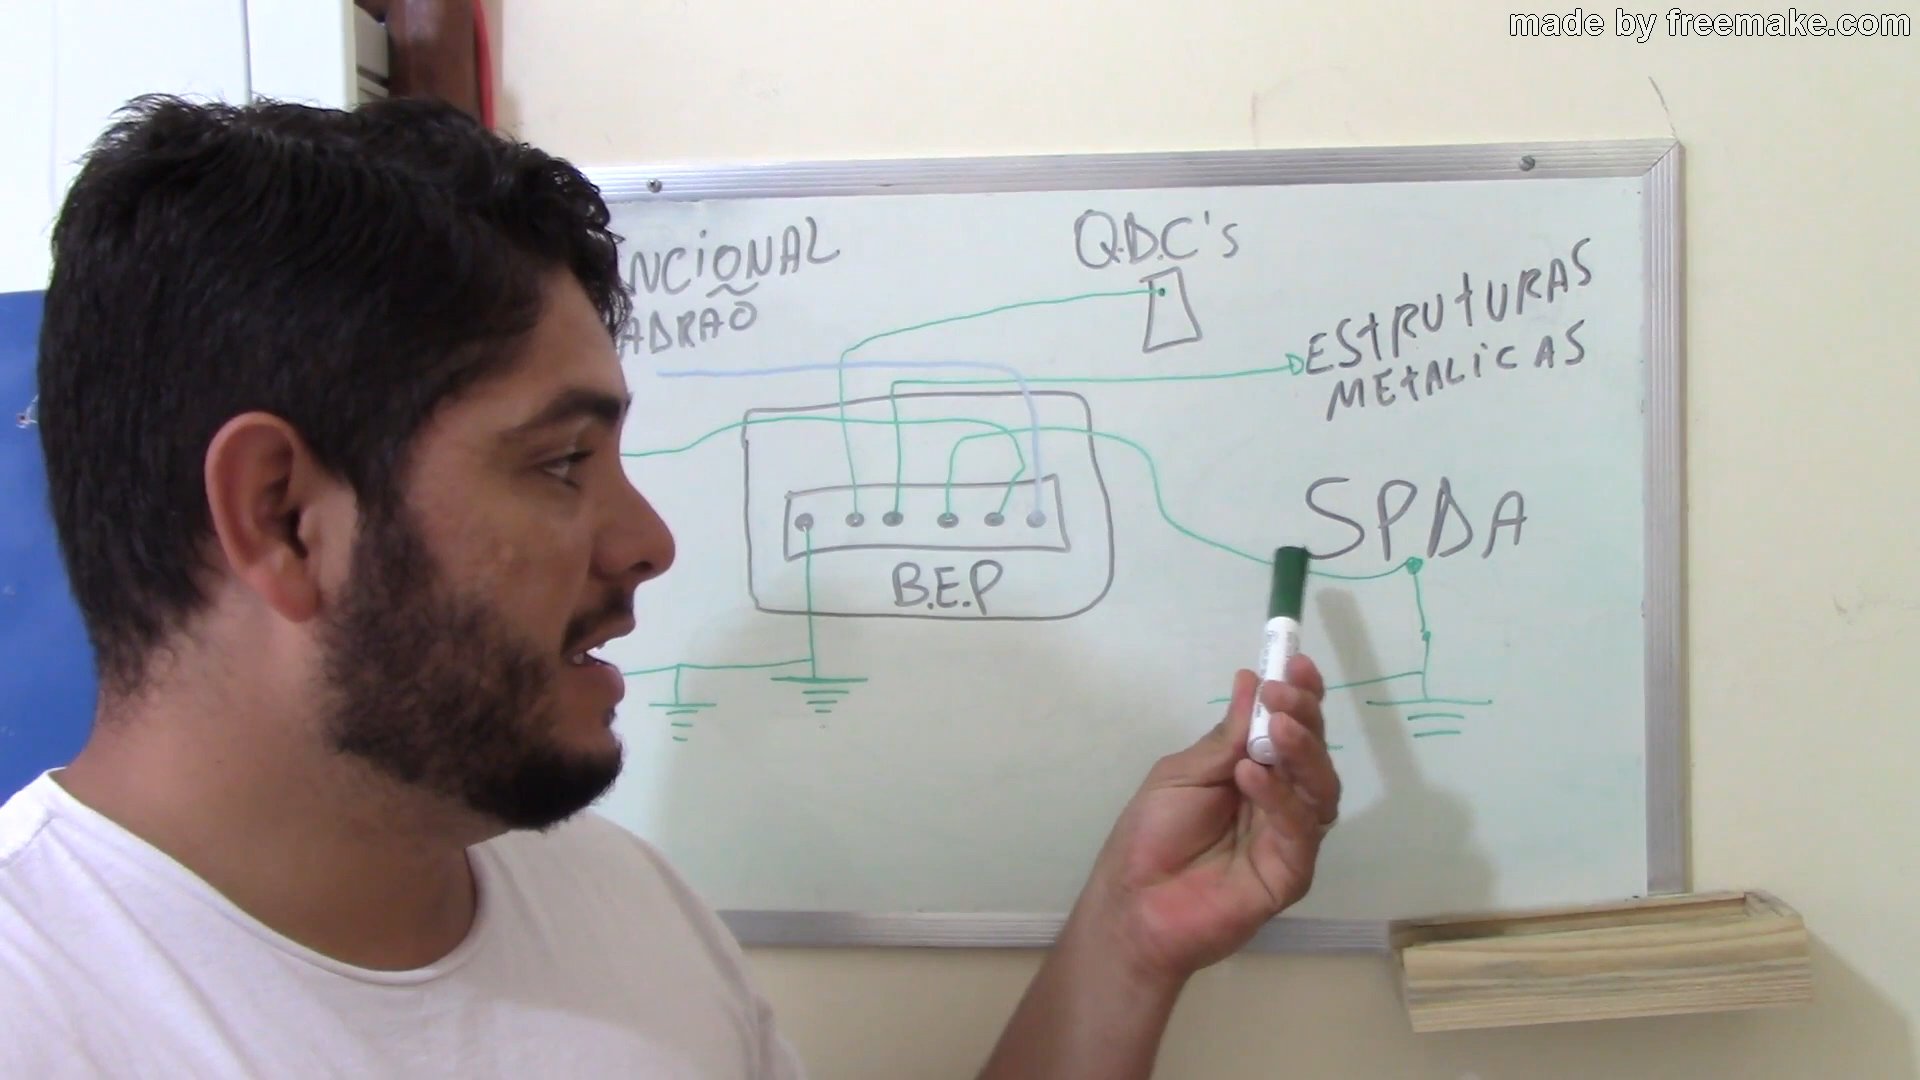 made by freemake.com
NCIONAL
ADRÃO
Q.D.C's
ESTRUTURAS
METALICAS
SPDA
B.E.P